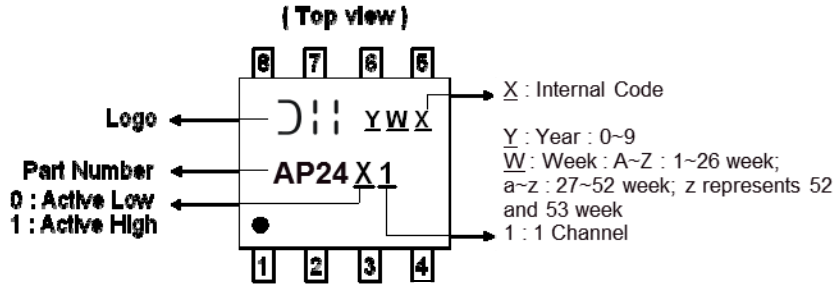 ( Top view )
8 7 6 5
Logo
Y W X
X : Internal Code
Y : Year : 0~9
W : Week : A~Z : 1~26 week;
a~z : 27~52 week; z represents 52
and 53 week
Part Number
AP24 X 1
0 : Active Low
1 : Active High
1 : 1 Channel
1 2 3 4